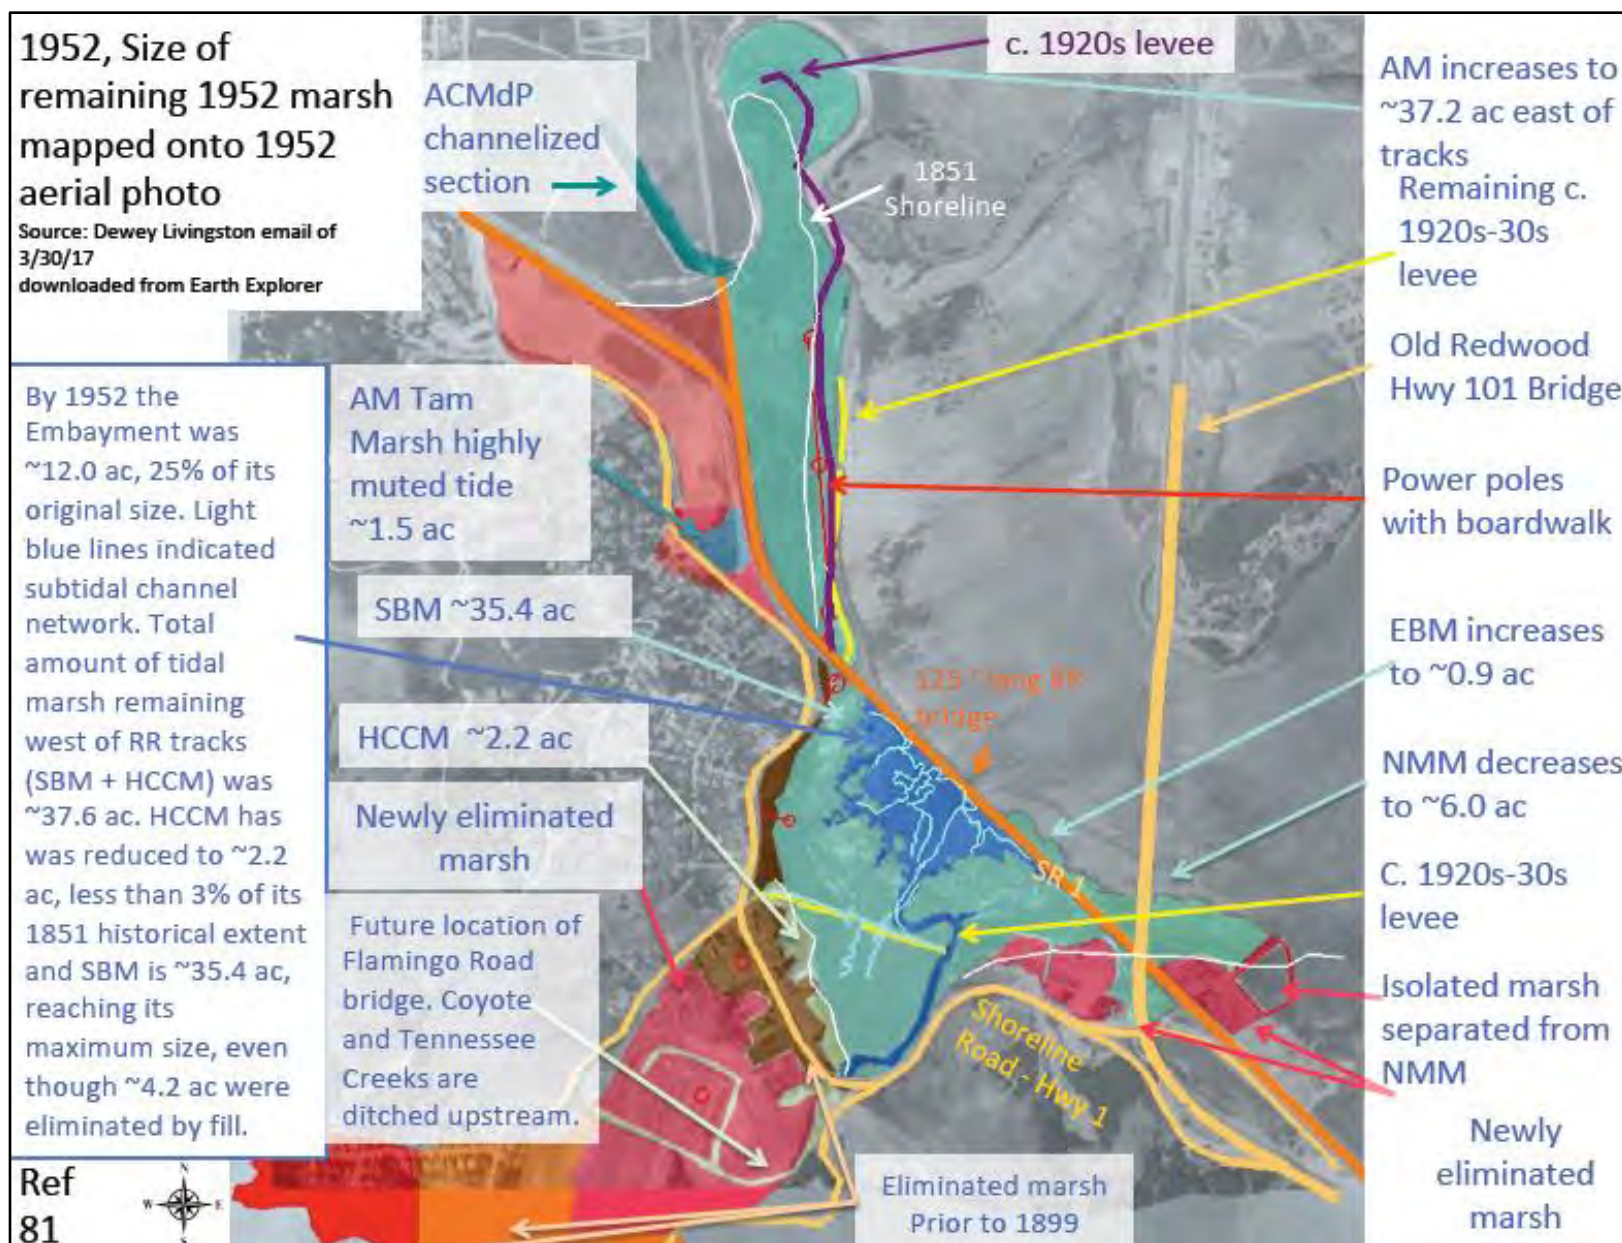 1952, Size of
remaining 1952 marsh
mapped onto 1952
aerial photo
Source: Dewey Livingston email of
3/30/17
downloaded from Earth Explorer
ACMdP
channelized
section
c. 1920s levee
1851
Shoreline
AM increases to
~37.2 ac east of
tracks
Remaining c.
1920s-30s
levee
Old Redwood
Hwy 101 Bridge
Power poles
with boardwalk
EBM increases
to ~0.9 ac
NMM decreases
to ~6.0 ac
C. 1920s-30s
levee
Isolated marsh
separated from
NMM
Newly
eliminated
marsh
By 1952 the
Embayment was
~12.0 ac, 25% of its
original size. Light
blue lines indicated
subtidal channel
network. Total
amount of tidal
marsh remaining
west of RR tracks
(SBM + HCCM) was
~37.6 ac. HCCM has
was reduced to ~2.2
ac, less than 3% of its
1851 historical extent
and SBM is ~35.4 ac,
reaching its
maximum size, even
though ~4.2 ac were
eliminated by fill.
AM Tam
Marsh highly
muted tide
~1.5 ac
SBM ~35.4 ac
HCCM ~2.2 ac
Newly eliminated
marsh
Future location of
Flamingo Road
bridge. Coyote
and Tennessee
Creeks are
ditched upstream.
long RR
bridge
SR 1
Shoreline
Road - Hwy 1
Eliminated marsh
Prior to 1899
Ref
81
N
W
E
S